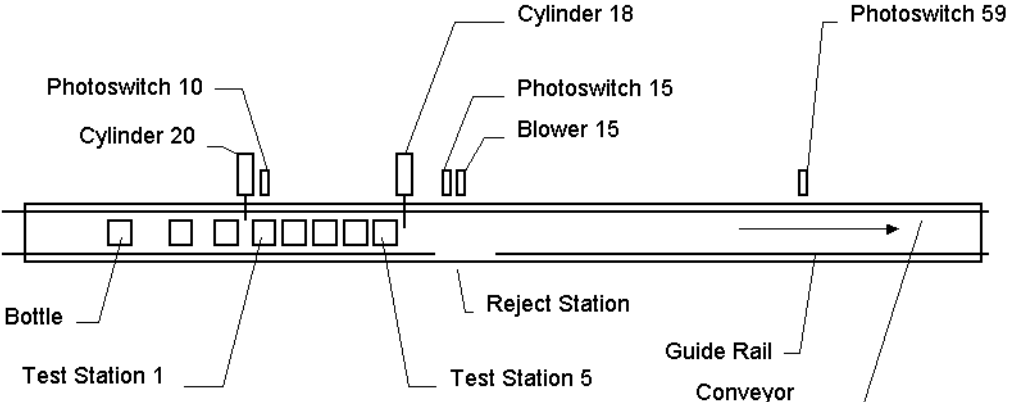 Cylinder 18
Photoswitch 59
Photoswitch 10
Photoswitch 15
Cylinder 20
Blower 15
Bottle
Reject Station
Guide Rail
Test Station 1
Test Station 5
Conveyor